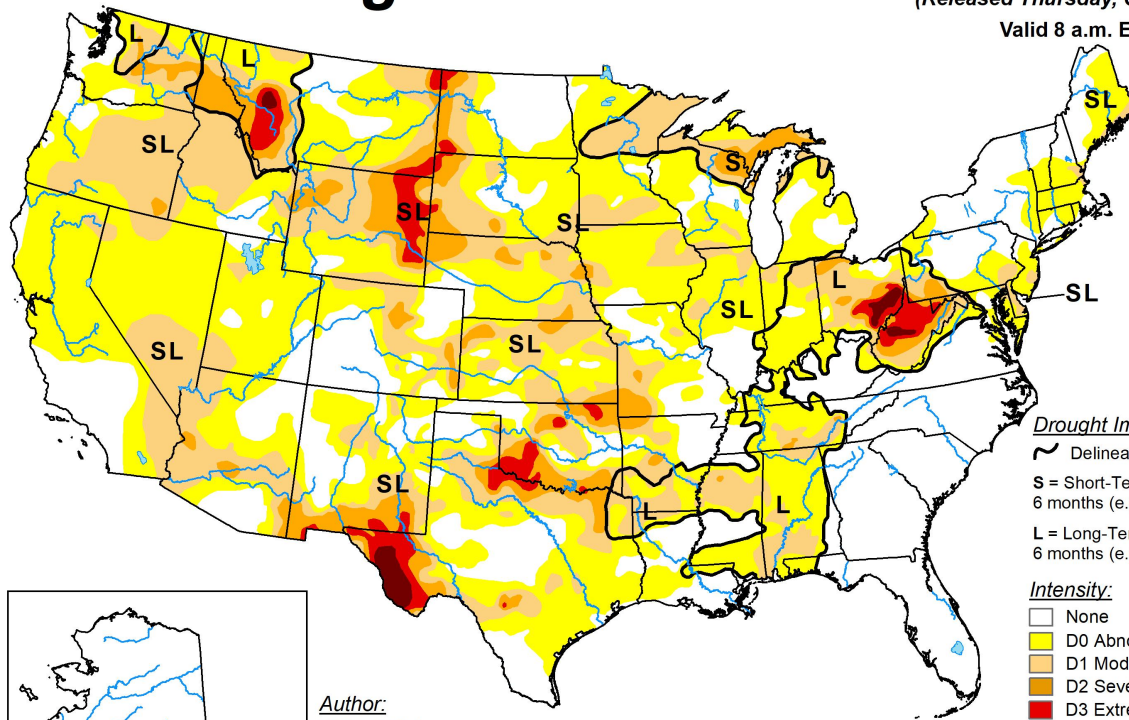 g
(Released Thursday,
Valid 8 a.m. E
L
L
SL
SL
S
SL
SL
SL
L
SL
SL
SL
SL
L
L
Drought Im
Delinea
S = Short-Te
6 months (e.
L = Long-Ter
6 months (e.
Intensity:
None
D0 Abno
D1 Mod
D2 Seve
D3 Extre
Author: